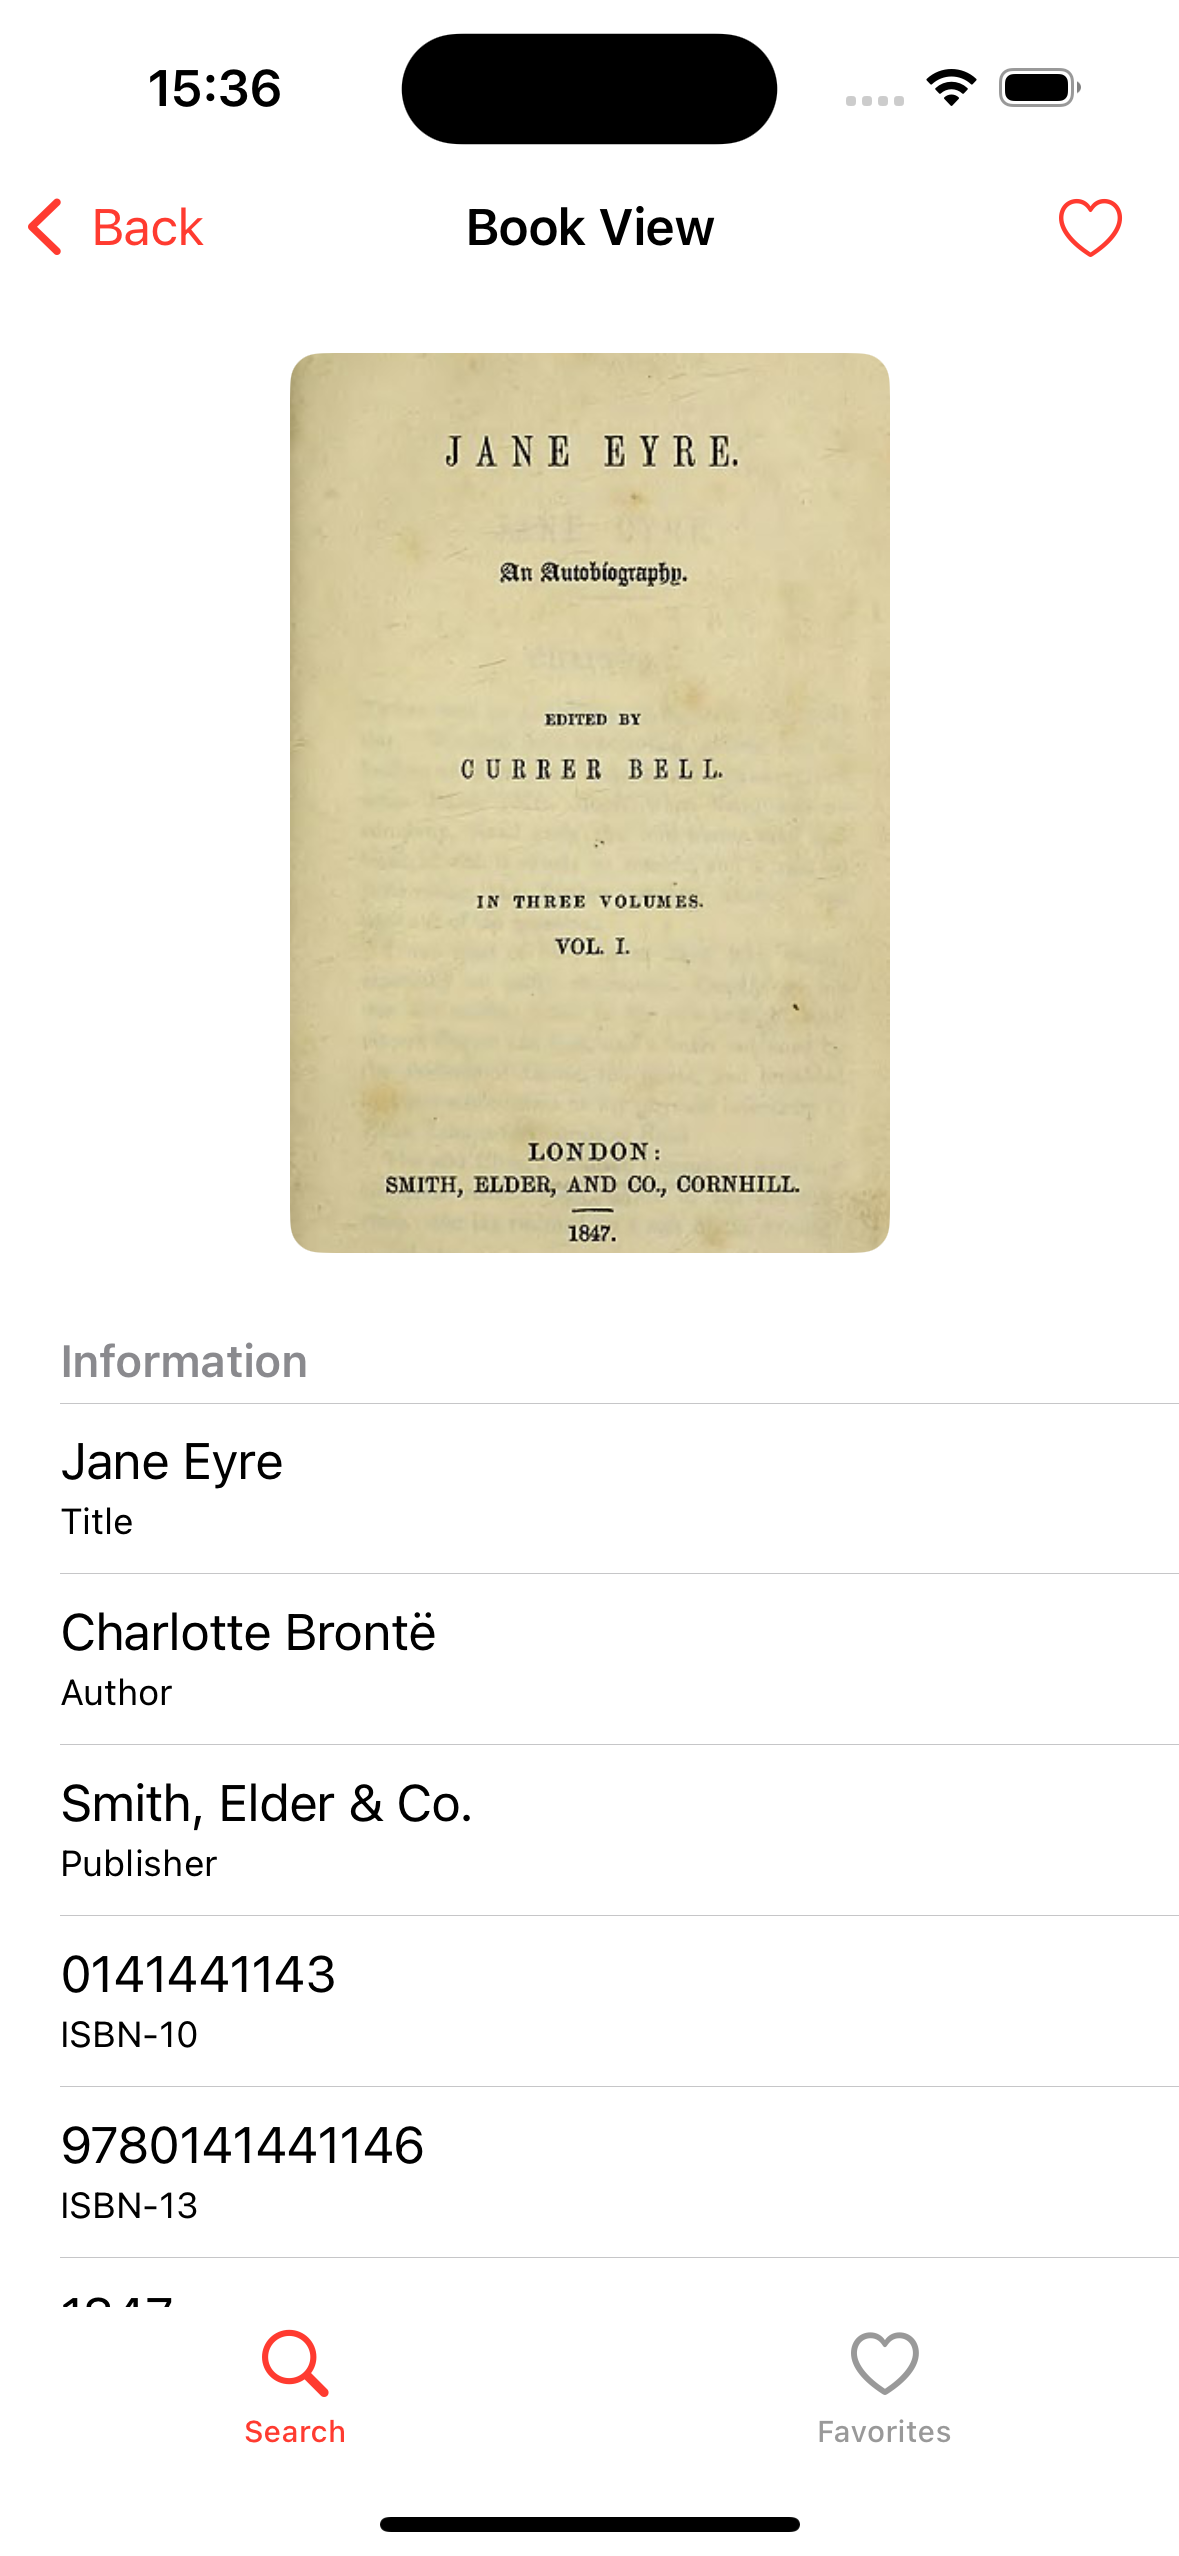 15:36
Back
Book View
JANE EYRE.
An Autobiography.
EDITED BY
CURRER BELL.
IN THREE VOLUMES.
VOL. I.
LONDON:
SMITH, ELDER, AND CO., CORNHILL.
1847.
Information
Jane Eyre
Title
Charlotte Brontë
Author
Smith, Elder & Co.
Publisher
0141441143
ISBN-10
9780141441146
ISBN-13
1847
Search
Favorites